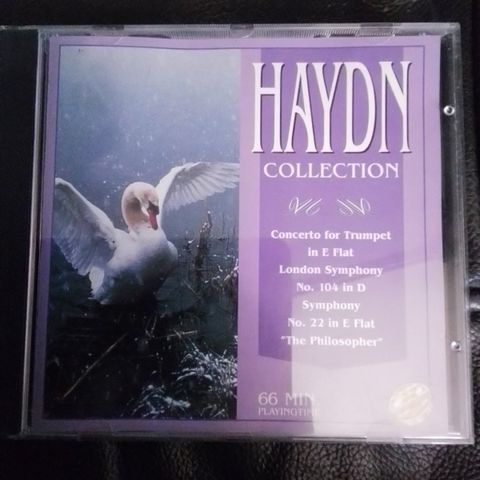 HAYDN
COLLECTION
Concerto for Trumpet
in E Flat
London Symphony
No. 104 in D
Symphony
No. 22 in E Flat
"The Philosopher"
66 MIN.
PLAYINGTIME